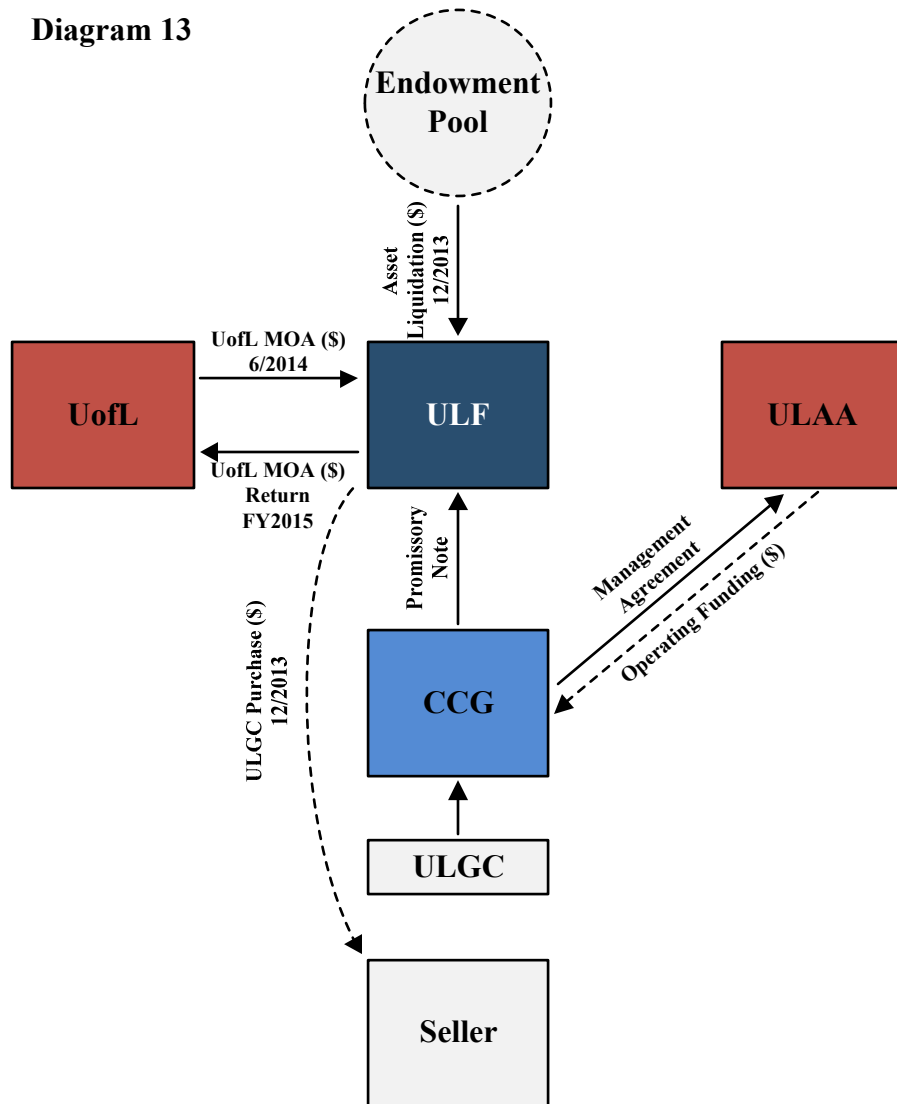 Diagram 13
Endowment
Pool
Asset
Liquidation ($)
12/2013
UofL MOA ($)
6/2014
UofL
ULF
ULAA
UofL MOA ($)
Return
FY2015
Promissory
Note
Management
Agreement
Operating Funding ($)
ULGC Purchase ($)
12/2013
CCG
ULGC
Seller